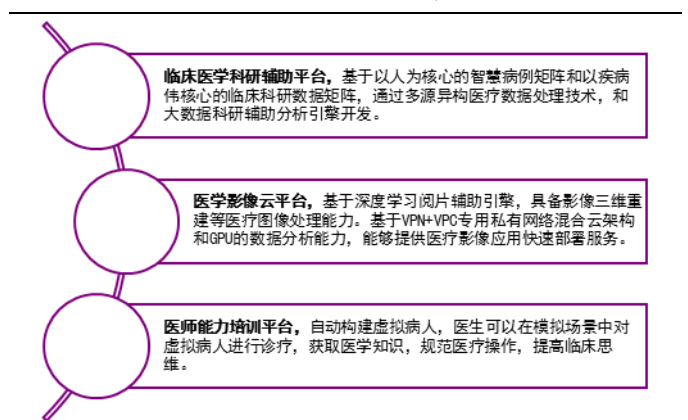 临床医学科研辅助平台，基于以人为核心的智慧病例矩阵和以疾病
伟核心的临床科研数据矩阵，通过多源异构医疗数据处理技术，和
大数据科研辅助分析引擎开发。
医学影像云平台，基于深度学习阅片辅助引擎，具备影像三维重
建等医疗图像处理能力。基于VPN+VPC专用私有网络混合云架构
和GPU的数据分析能力，能够提供医疗影像应用快速部署服务。
医师能力培训平台，自动构建虚拟病人，医生可以在模拟场景中对
虚拟病人进行诊疗，获取医学知识，规范医疗操作，提高临床思
维。